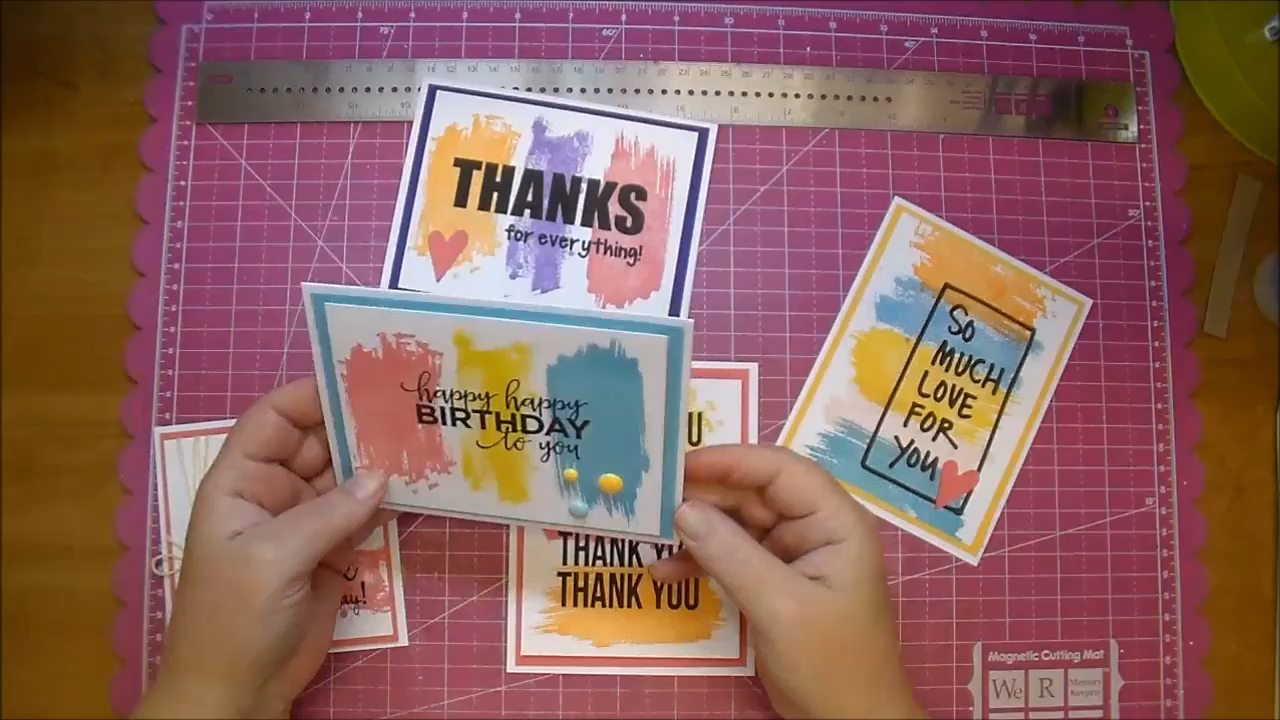 THANKS
for everything!
happy happy
BIRTHDAY
to you
So
MUCH
LOVE
FOR
You
U
THANK YOU
THANK YOU
ay!
Magnetic Cutting Mat
We R Memory
Keepers